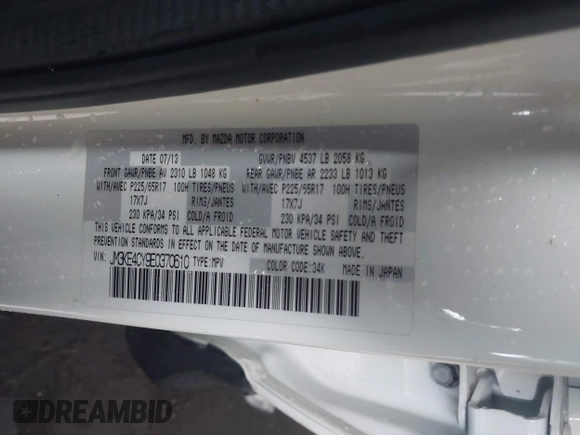 MFD. BY MAZDA MOTOR CORPORATION
DATE 07/13 GVWR/PNBV 4537 LB 2058 KG
FRONT GAWR/PNBE AV 2310 LB 1048 KG REAR GAWR/PNBE AR 2233 LB 1013 KG
WITH/AVEC P225/65R17 100H TIRES/PNEUS WITH/AVEC P225/65R17 100H TIRES/PNEUS
17X7J RIMS/JANTES 17X7J RIMS/JANTES
230 KPA/34 PSI COLD/A FROID 230 KPA/34 PSI COLD/A FROID
THIS VEHICLE CONFORMS TO ALL APPLICABLE FEDERAL MOTOR VEHICLE SAFETY AND THEFT
PREVENTION STANDARDS IN EFFECT ON THE DATE OF MANUFACTURE SHOWN ABOVE.
VIN: JM3KE4CY9E0370610 TYPE:MPV COLOR CODE:34K MADE IN JAPAN
DREAMBID